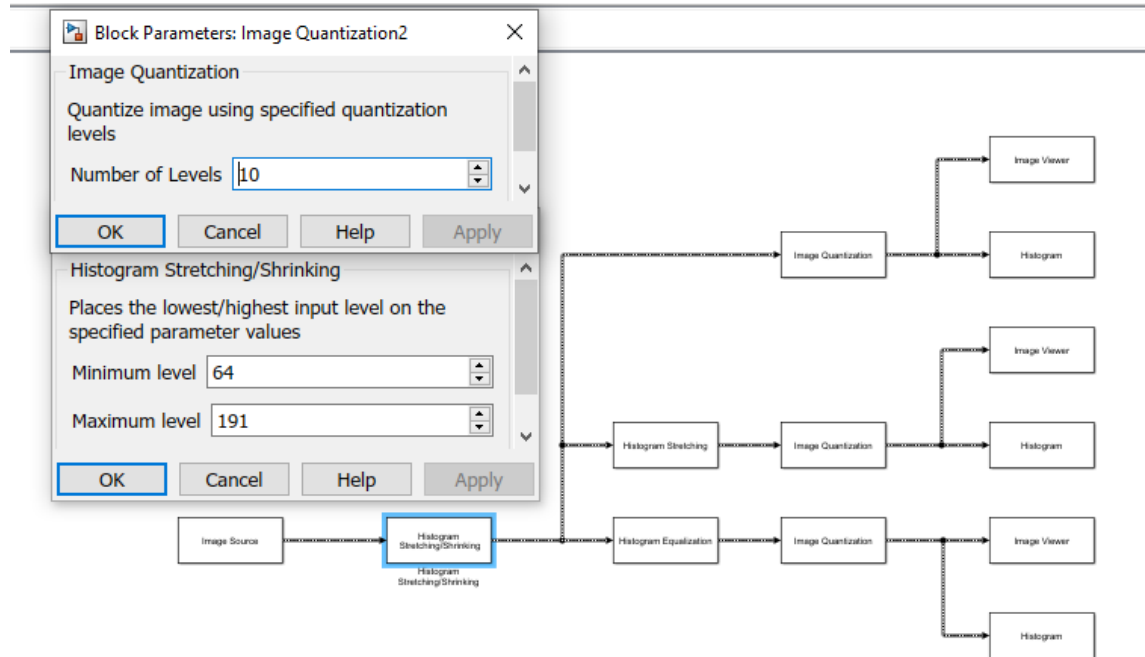 Block Parameters: Image Quantization2
Image Quantization
Quantize image using specified quantization
levels
Number of Levels 10
OK Cancel Help Apply
Histogram Stretching/Shrinking
Places the lowest/highest input level on the
specified parameter values
Minimum level 64
Maximum level 191
OK Cancel Help Apply
Image Viewer
Image Quantization
Histogram
Image Viewer
Histogram Stretching
Image Quantization
Histogram
Image Source
Histogram
Stretching/Shrinking
Histogram
Stretching/Shrinking
Histogram Equalization
Image Quantization
Image Viewer
Histogram